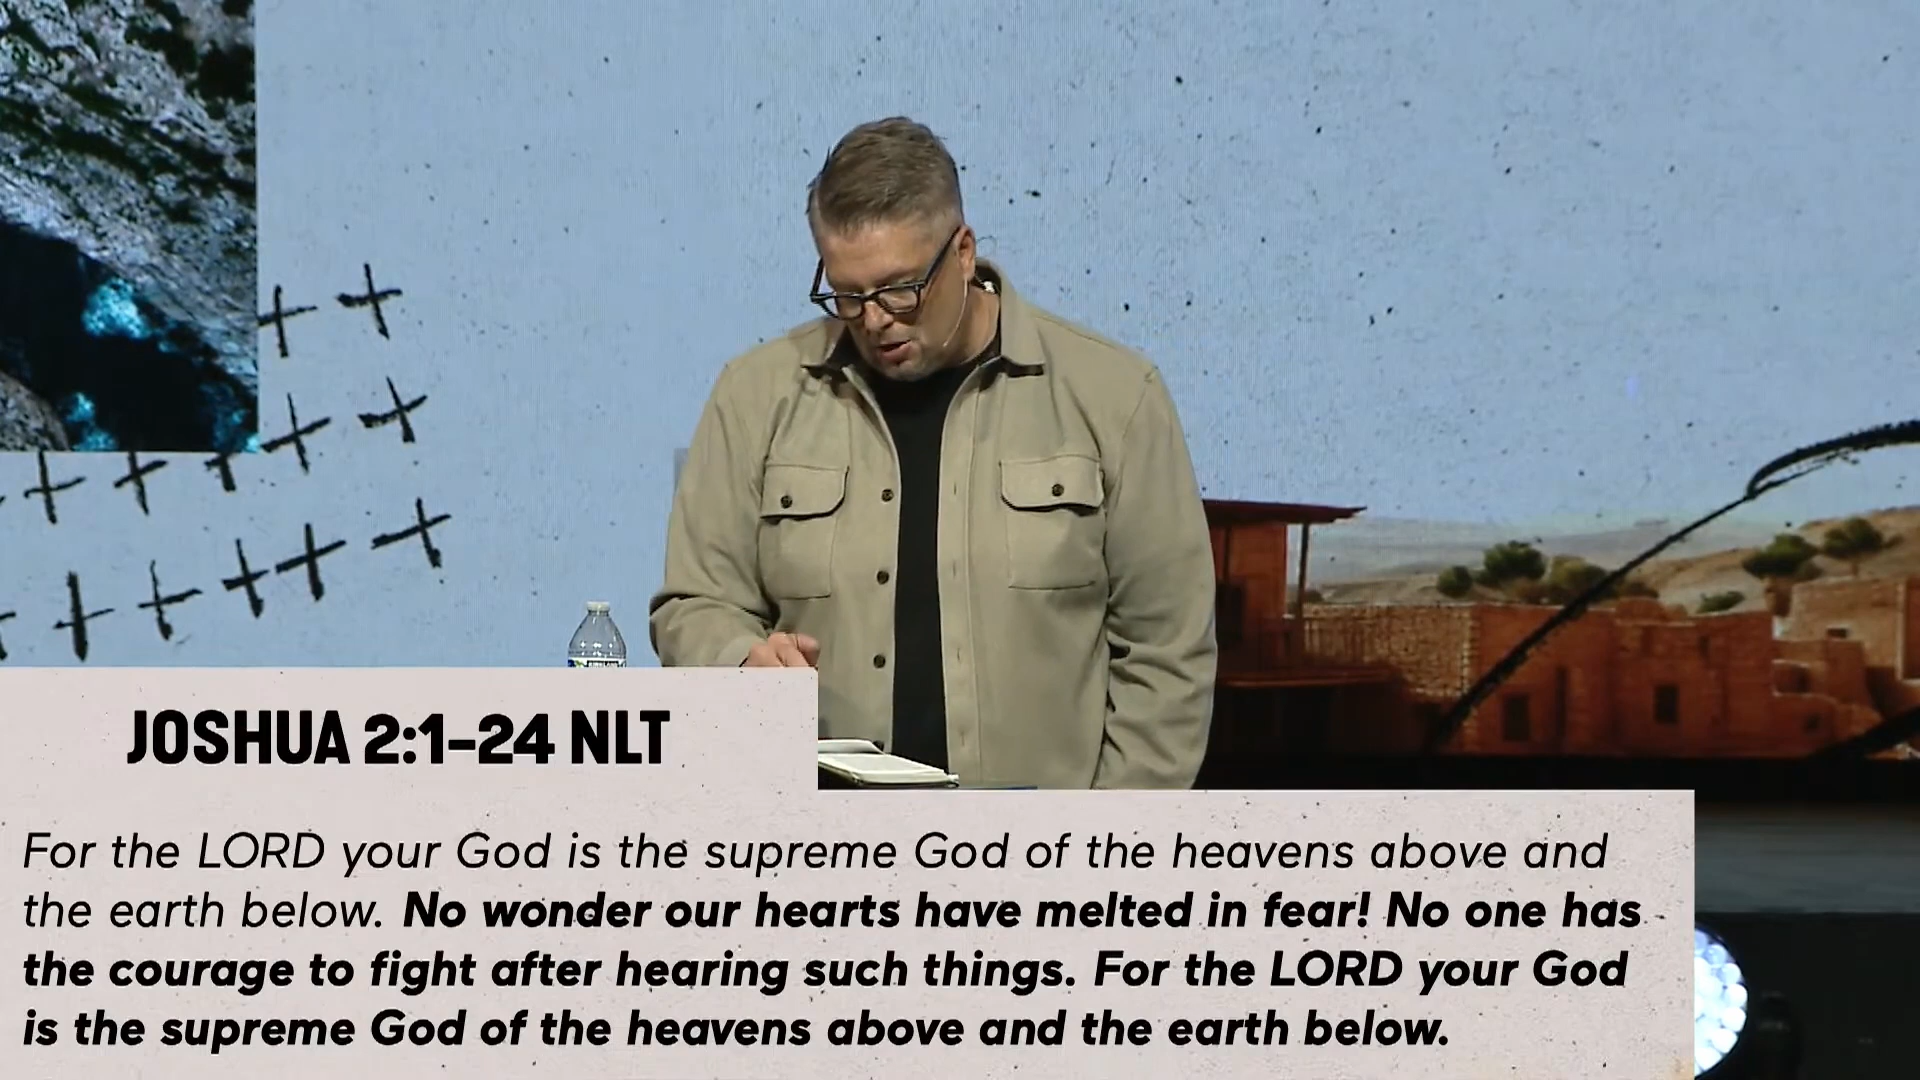 JOSHUA 2:1-24 NLT
For the LORD your God is the supreme God of the heavens above and
the earth below. No wonder our hearts have melted in fear! No one has
the courage to fight after hearing such things. For the LORD your God
is the supreme God of the heavens above and the earth below.